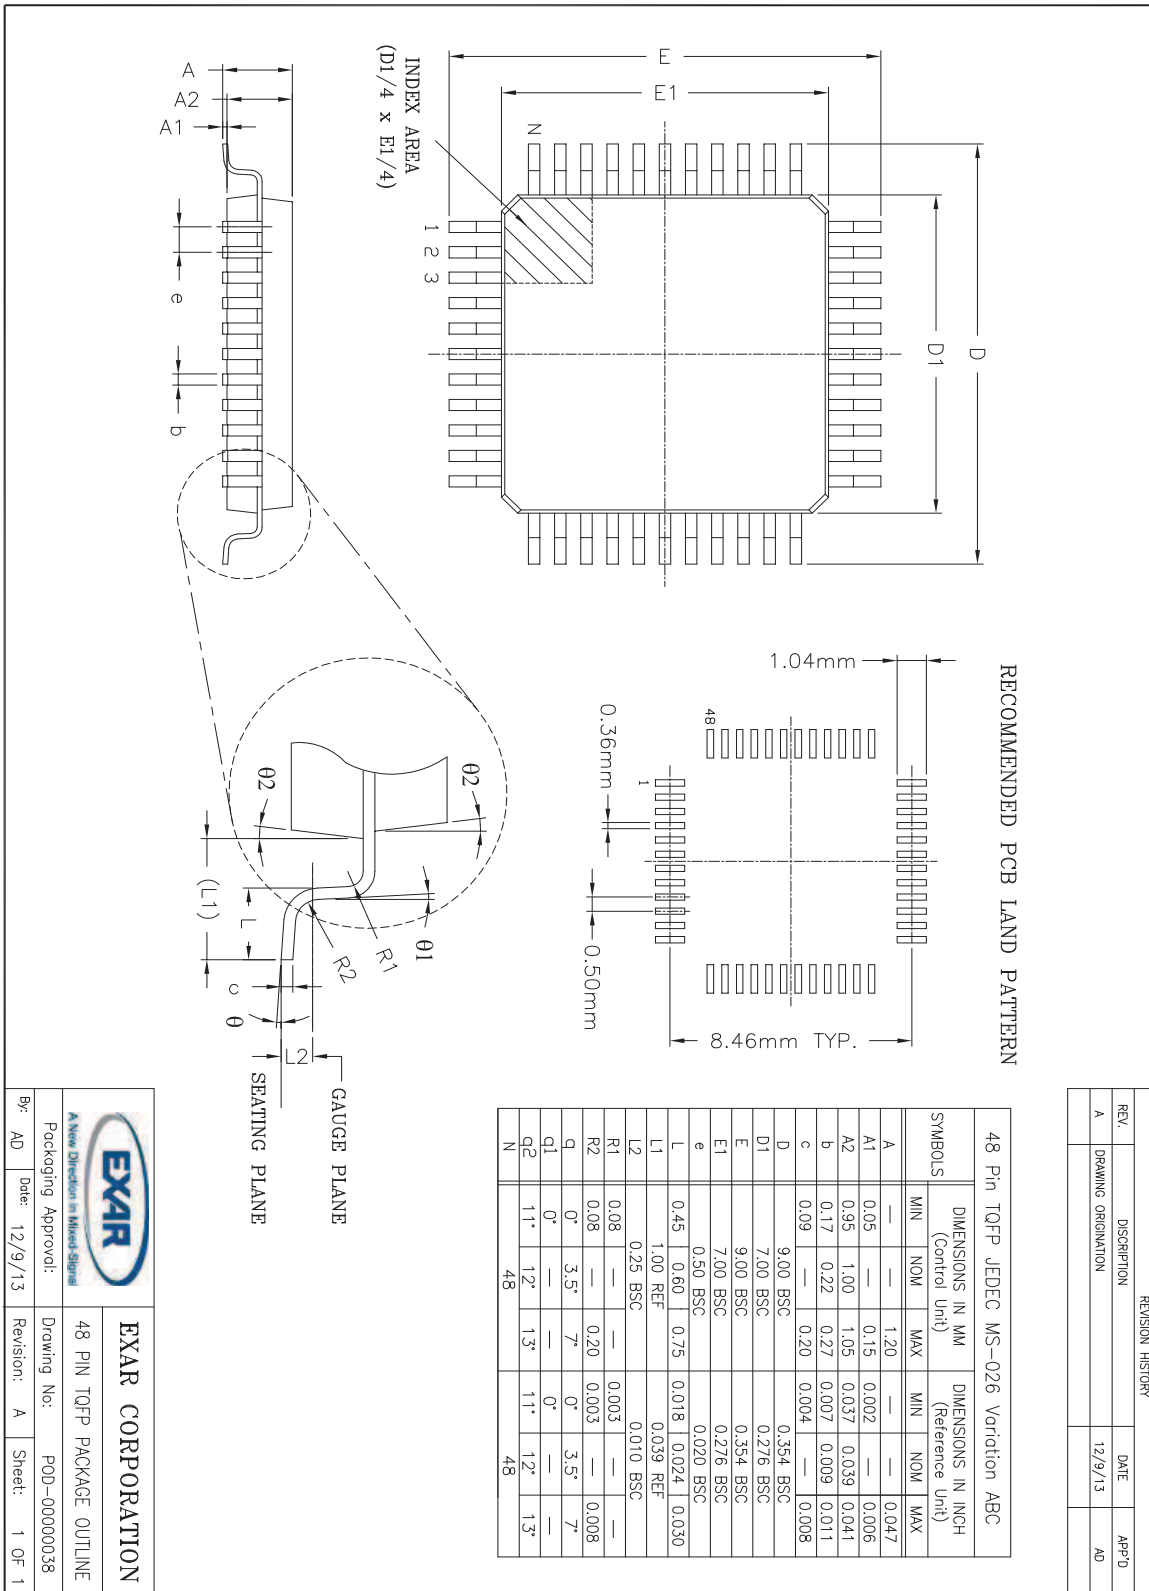 REVISION HISTORY
REV. DISCRIPTION DATE APP'D
A DRAWING ORIGINATION 12/9/13 AD
D
D1
E
E1
N
1 2 3
INDEX AREA
(D1/4 x E1/4)
A
A2
A1
e
b
RECOMMENDED PCB LAND PATTERN
1.04mm
48
1
0.36mm
0.50mm
8.46mm TYP.
θ2
θ2
θ1
R1
R2
(L1)
L
c
θ
L2
GAUGE PLANE
SEATING PLANE
48 Pin TQFP JEDEC MS-026 Variation ABC
SYMBOLS DIMENSIONS IN MM (Control Unit) DIMENSIONS IN INCH (Reference Unit)
MIN NOM MAX MIN NOM MAX
A — — 1.20 — — 0.047
A1 0.05 — 0.15 0.002 — 0.006
A2 0.95 1.00 1.05 0.037 0.039 0.041
b 0.17 0.22 0.27 0.007 0.009 0.011
c 0.09 — 0.20 0.004 — 0.008
D 9.00 BSC 0.354 BSC
D1 7.00 BSC 0.276 BSC
E 9.00 BSC 0.354 BSC
E1 7.00 BSC 0.276 BSC
e 0.50 BSC 0.020 BSC
L 0.45 0.60 0.75 0.018 0.024 0.030
L1 1.00 REF 0.039 REF
L2 0.25 BSC 0.010 BSC
R1 0.08 — — 0.003 — —
R2 0.08 — 0.20 0.003 — 0.008
q 0° 3.5° 7° 0° 3.5° 7°
q1 0° — — 0° — —
q2 11° 12° 13° 11° 12° 13°
N 48 48
EXAR
A New Direction in Mixed-Signal
EXAR CORPORATION
48 PIN TQFP PACKAGE OUTLINE
Packaging Approval:
Drawing No: POD-00000038
By: AD Date: 12/9/13 Revision: A Sheet: 1 OF 1